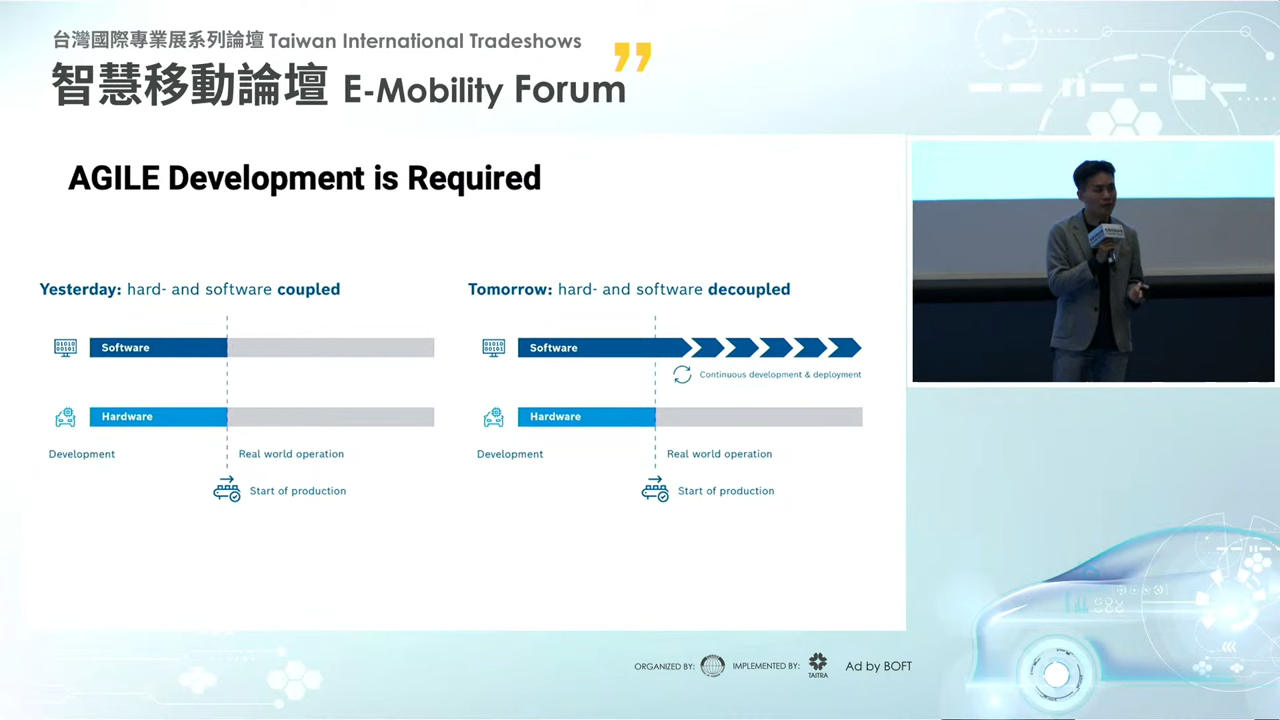 台灣國際專業展系列論壇 Taiwan International Tradeshows
智慧移動論壇 E-Mobility Forum
AGILE Development is Required
Yesterday: hard- and software coupled
Software
Hardware
Development
Real world operation
Start of production
Tomorrow: hard- and software decoupled
Software
Continuous development & deployment
Hardware
Development
Real world operation
Start of production
ORGANIZED BY:
IMPLEMENTED BY:
TAITRA
Ad by BOFT